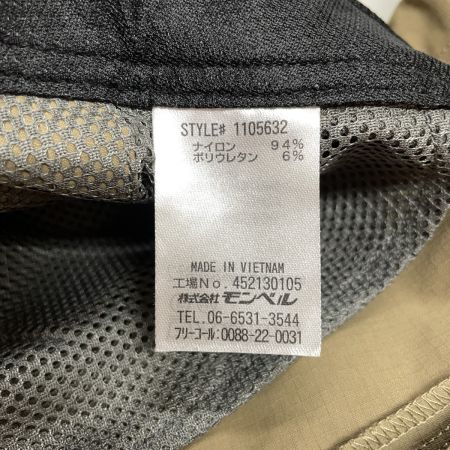 STYLE# 1105632
ナイロン 94%
ポリウレタン 6%
MADE IN VIETNAM
工場No. 452130105
株式会社モンベル
TEL. 06-6531-3544
フリーコール:0088-22-0031